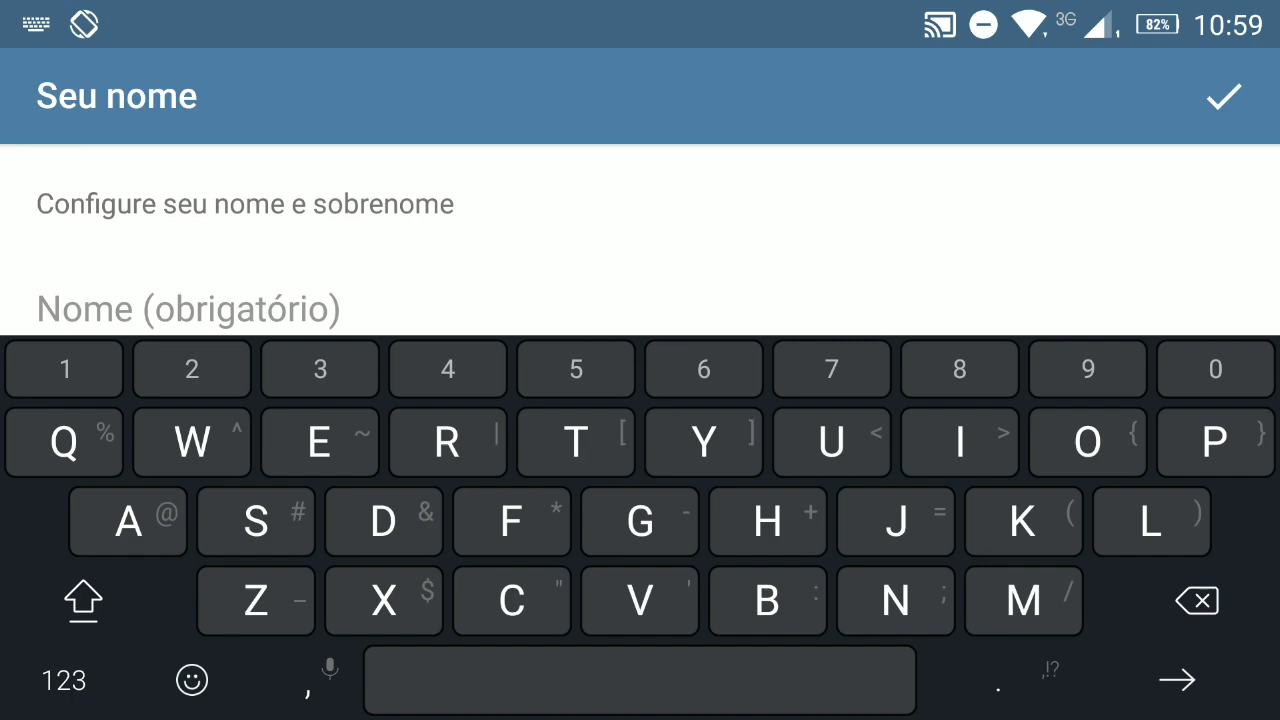 3G 82% 10:59
Seu nome
Configure seu nome e sobrenome
Nome (obrigatório)
1 2 3 4 5 6 7 8 9 0
Q % W ^ E ~ R | T [ Y ] U < I > O { P }
A @ S # D & F * G - H + J = K ( L )
Z _ X $ C " V ' B : N ; M /
123 , . ,!?